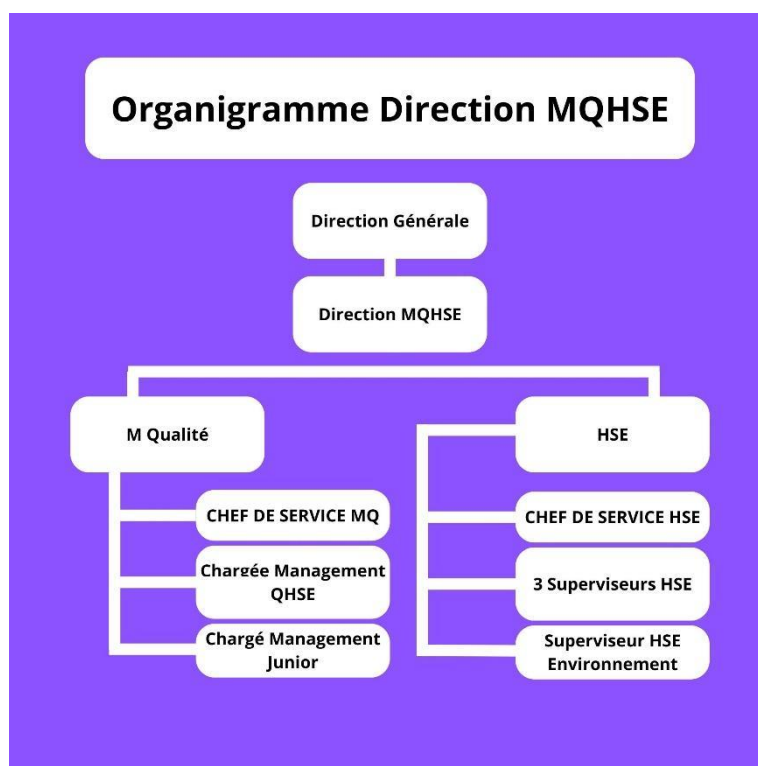 Organigramme Direction MQHSE
Direction Générale
Direction MQHSE
M Qualité
CHEF DE SERVICE MQ
Chargée Management
QHSE
Chargé Management
Junior
HSE
CHEF DE SERVICE HSE
3 Superviseurs HSE
Superviseur HSE
Environnement